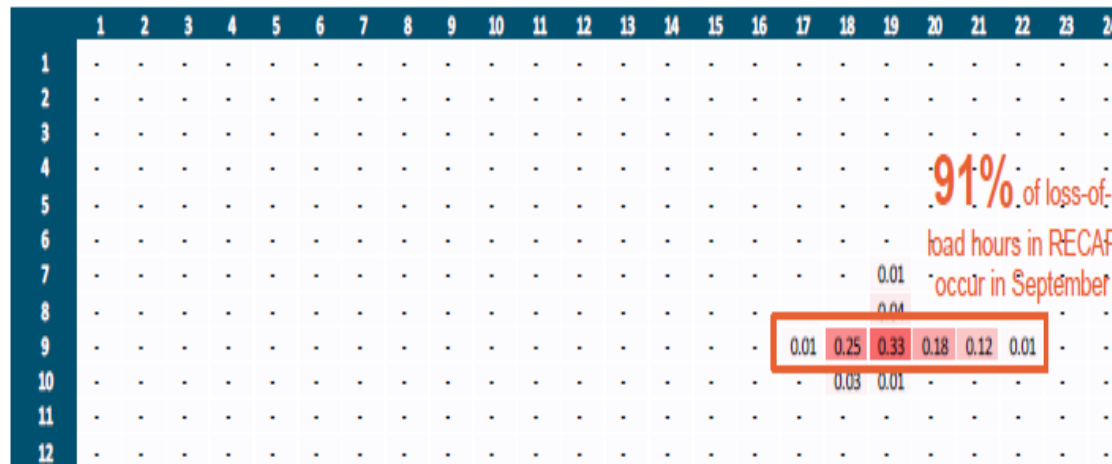 1 2 3 4 5 6 7 8 9 10 11 12 13 14 15 16 17 18 19 20 21 22 23
1 - - - - - - - - - - - - - - - - - - - - - - - -
2 - - - - - - - - - - - - - - - - - - - - - - - -
3 - - - - - - - - - - - - - - - - - - - - - - - -
4 - - - - - - - - - - - - - - - - - - - - - - - -
5 - - - - - - - - - - - - - - - - - - - - - - - -
6 - - - - - - - - - - - - - - - - - - - - - - - -
91% of loss-of-
load hours in
occur in September
7 - - - - - - - - - - - - - - - - - - 0.01 - - - - -
8 - - - - - - - - - - - - - - - - - - 0.04 - - - - -
9 - - - - - - - - - - - - - - - - 0.01 0.25 0.33 0.18 0.12 0.01 - -
10 - - - - - - - - - - - - - - - - - 0.03 0.01 - - - - -
11 - - - - - - - - - - - - - - - - - - - - - - - -
12 - - - - - - - - - - - - - - - - - - - - - - - -